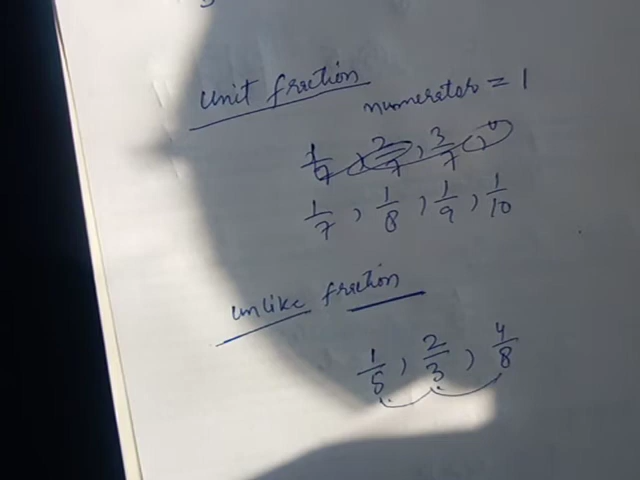 unit fraction
numerator = 1
1/7, 2/7, 3/7,
1/7, 1/8, 1/9, 1/10
unlike fraction
1/5, 2/3, 4/8